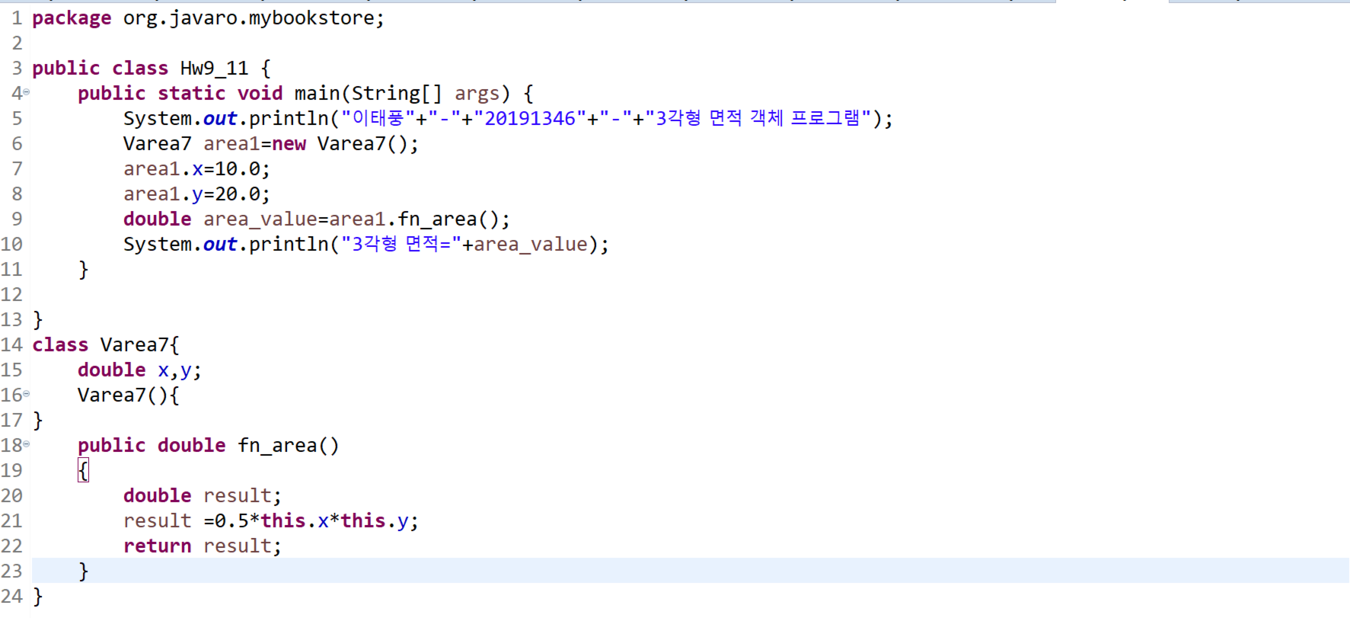 1 package org.javaro.mybookstore;
2
3 public class Hw9_11 {
4     public static void main(String[] args) {
5         System.out.println("이태풍"+"-"+"20191346"+"-"+"3각형 면적 객체 프로그램");
6         Varea7 area1=new Varea7();
7         area1.x=10.0;
8         area1.y=20.0;
9         double area_value=area1.fn_area();
10         System.out.println("3각형 면적="+area_value);
11     }
12
13 }
14 class Varea7{
15     double x,y;
16     Varea7(){
17 }
18     public double fn_area()
19     {
20         double result;
21         result =0.5*this.x*this.y;
22         return result;
23     }
24 }